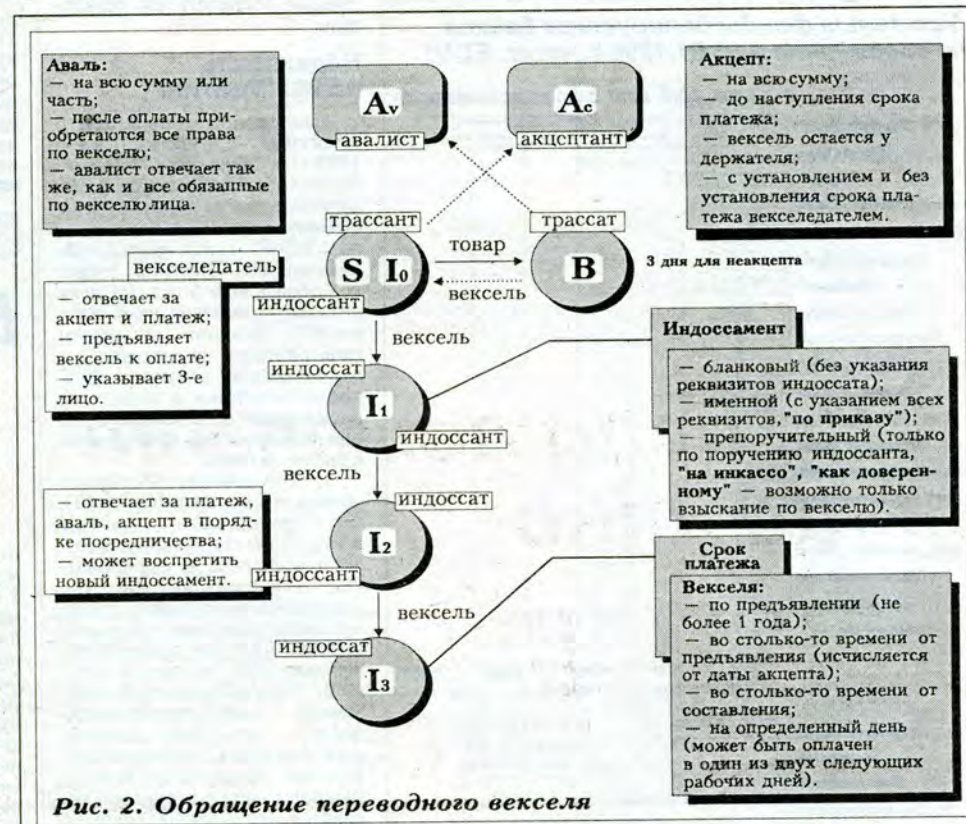 Аваль:
— на всю сумму или
часть;
— после оплаты при-
обретаются все права
по векселю;
— авалист отвечает так
же, как и все обязанные
по векселю лица.
Av
авалист
Ac
акцептант
Акцепт:
— на всю сумму;
— до наступления срока
платежа;
— вексель остается у
держателя;
— с установлением и без
установления срока пла-
тежа векселедателем.
трассант
трассат
S I0
товар
вексель
B
3 дня для неакцепта
индоссант
векселедатель
— отвечает за
акцепт и платеж;
— предъявляет
вексель к оплате;
— указывает 3-е
лицо.
вексель
индоссат
I1
индоссант
Индоссамент
— бланковый (без указания
реквизитов индоссата);
— именной (с указанием всех
реквизитов, "по приказу");
— препоручительный (только
по поручению индоссанта,
"на инкассо", "как доверен-
ному" — возможно только
взыскание по векселю).
вексель
индоссат
I2
индоссант
— отвечает за платеж,
аваль, акцепт в поряд-
ке посредничества;
— может воспретить
новый индоссамент.
вексель
индоссат
I3
Срок
платежа
Векселя:
— по предъявлении (не
более 1 года);
— во столько-то времени от
предъявления (исчисляется
от даты акцепта);
— во столько-то времени от
составления;
— на определенный день
(может быть оплачен
в один из двух следующих
рабочих дней).
Рис. 2. Обращение переводного векселя